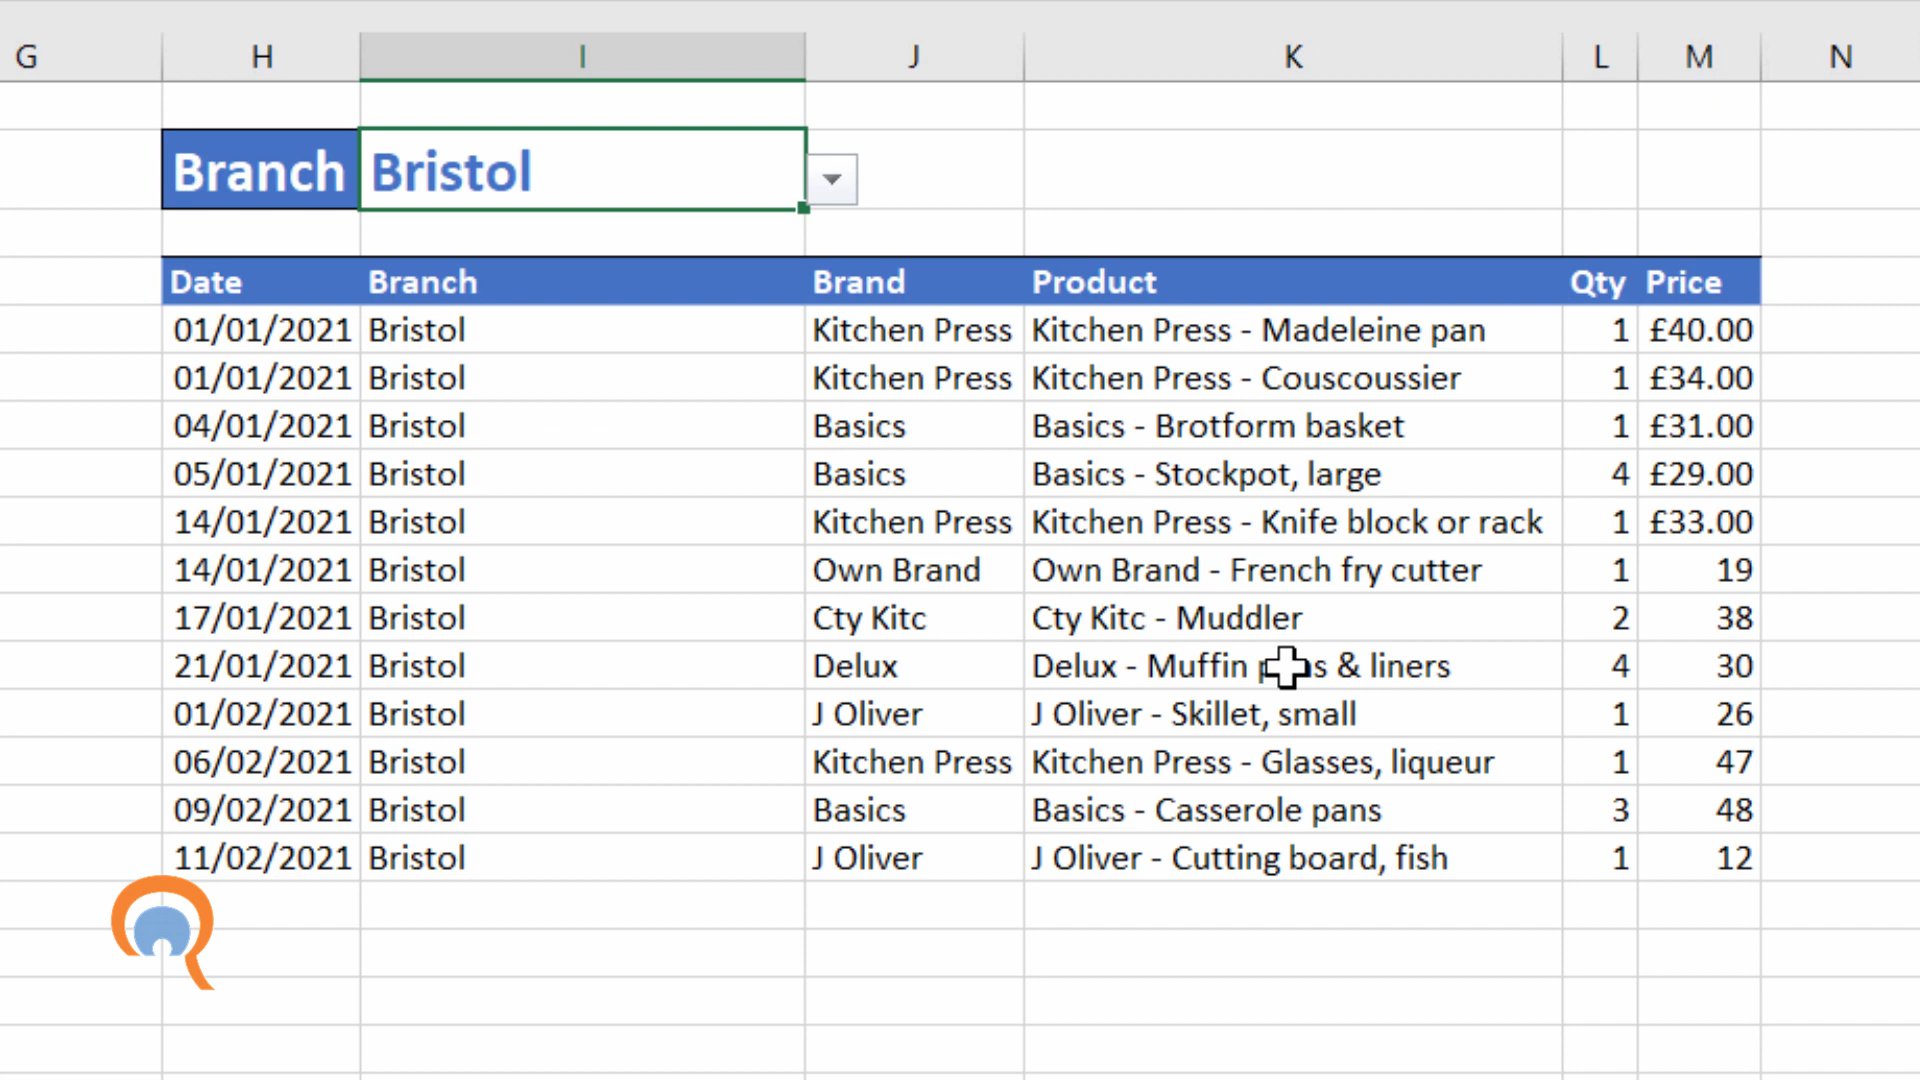 G H I J K L M N
Branch Bristol
Date Branch Brand Product Qty Price
01/01/2021 Bristol Kitchen Press Kitchen Press - Madeleine pan 1 £40.00
01/01/2021 Bristol Kitchen Press Kitchen Press - Couscoussier 1 £34.00
04/01/2021 Bristol Basics Basics - Brotform basket 1 £31.00
05/01/2021 Bristol Basics Basics - Stockpot, large 4 £29.00
14/01/2021 Bristol Kitchen Press Kitchen Press - Knife block or rack 1 £33.00
14/01/2021 Bristol Own Brand Own Brand - French fry cutter 1 19
17/01/2021 Bristol Cty Kitc Cty Kitc - Muddler 2 38
21/01/2021 Bristol Delux Delux - Muffin & liners 4 30
01/02/2021 Bristol J Oliver J Oliver - Skillet, small 1 26
06/02/2021 Bristol Kitchen Press Kitchen Press - Glasses, liqueur 1 47
09/02/2021 Bristol Basics Basics - Casserole pans 3 48
11/02/2021 Bristol J Oliver J Oliver - Cutting board, fish 1 12